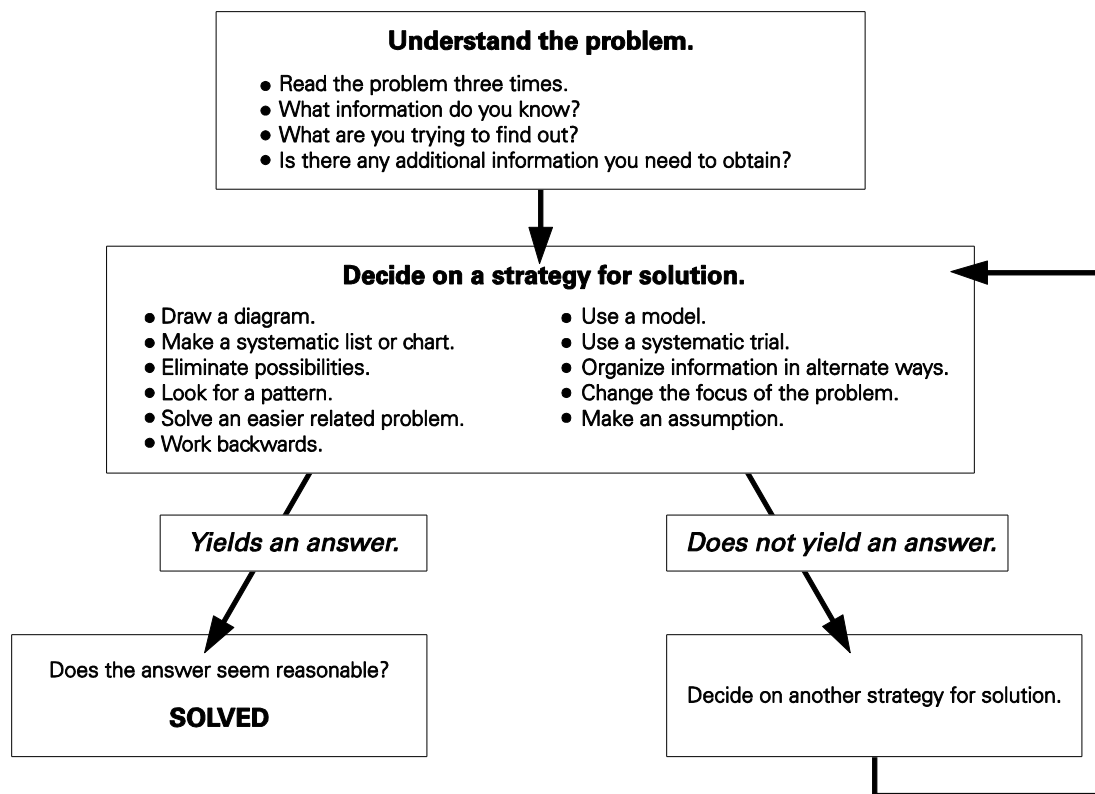 Understand the problem.
● Read the problem three times.
● What information do you know?
● What are you trying to find out?
● Is there any additional information you need to obtain?
Decide on a strategy for solution.
● Draw a diagram.
● Make a systematic list or chart.
● Eliminate possibilities.
● Look for a pattern.
● Solve an easier related problem.
● Work backwards.
● Use a model.
● Use a systematic trial.
● Organize information in alternate ways.
● Change the focus of the problem.
● Make an assumption.
Yields an answer.
Does not yield an answer.
Does the answer seem reasonable?
SOLVED
Decide on another strategy for solution.